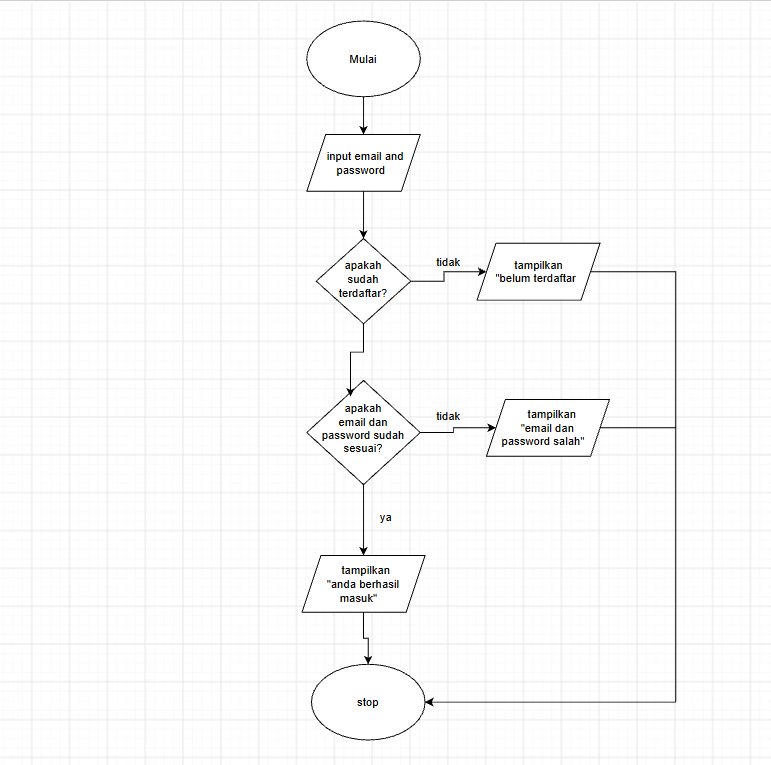 Mulai
input email and
password
apakah
sudah
terdaftar?
tidak
tampilkan
"belum terdaftar
apakah
email dan
password sudah
sesuai?
tidak
tampilkan
"email dan
password salah"
ya
tampilkan
"anda berhasil
masuk"
stop